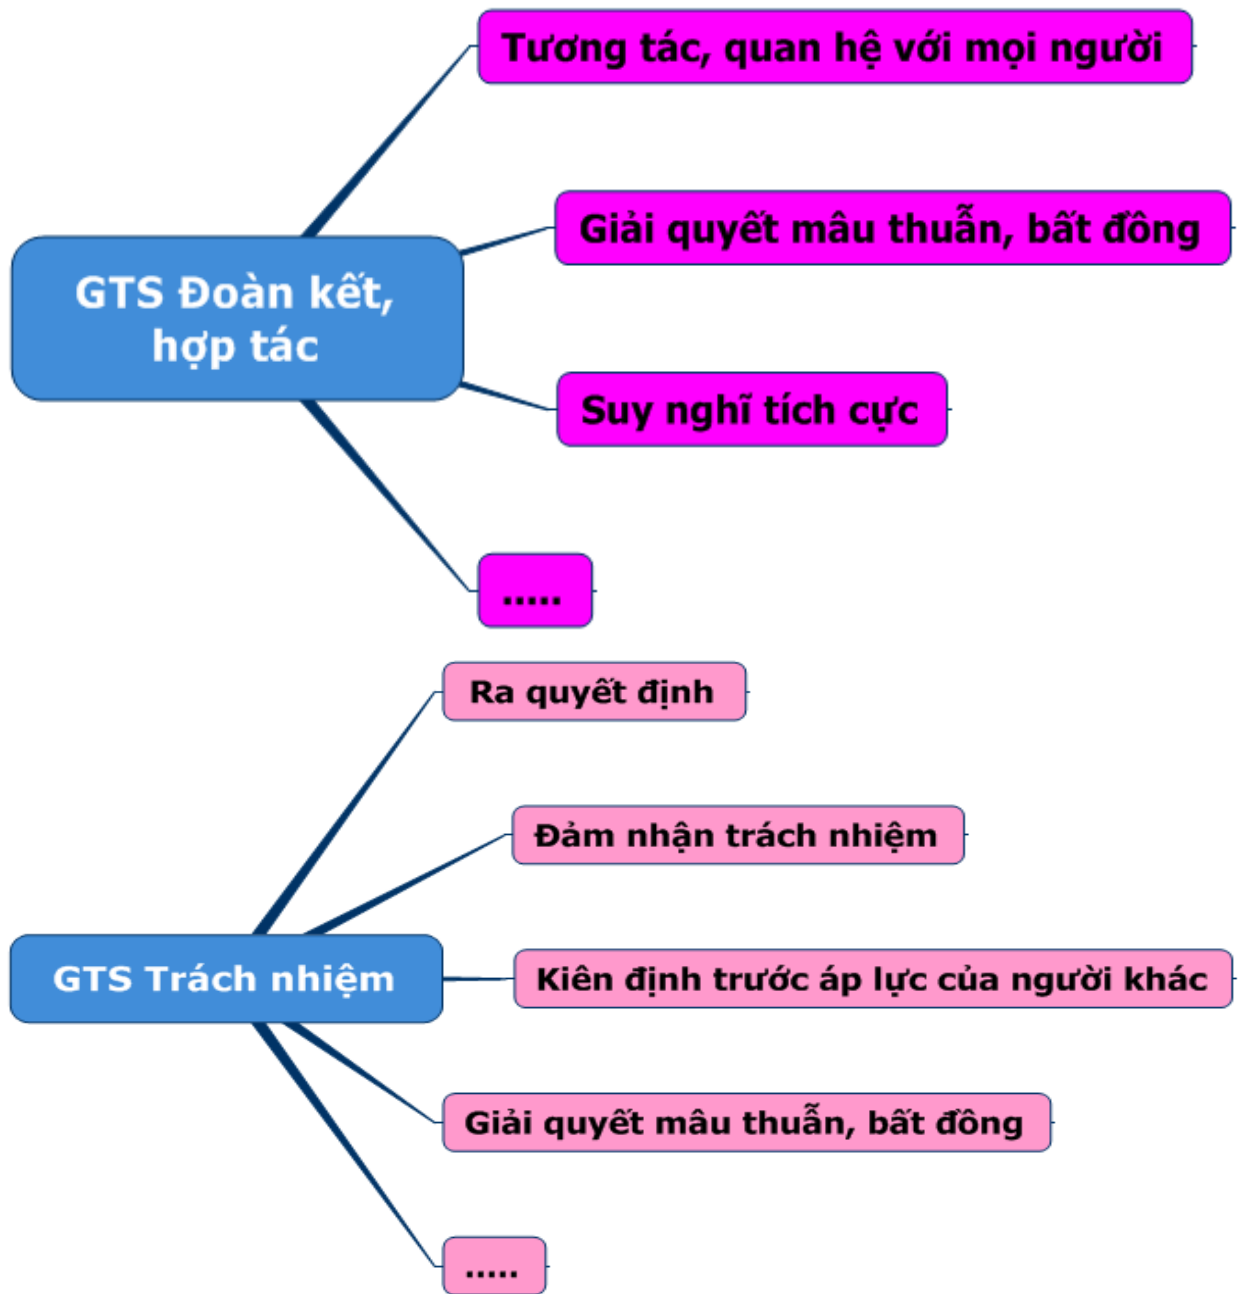 Tương tác, quan hệ với mọi người
Giải quyết mâu thuẫn, bất đồng
GTS Đoàn kết,
hợp tác
Suy nghĩ tích cực
.....
Ra quyết định
Đảm nhận trách nhiệm
GTS Trách nhiệm
Kiên định trước áp lực của người khác
Giải quyết mâu thuẫn, bất đồng
.....